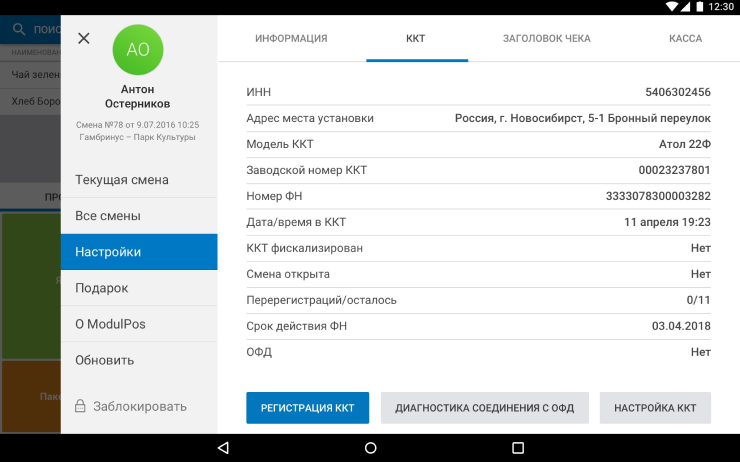 12:30
ПОИС
НАИМЕНОВАН
Чай зелен
Хлеб Боро
ПРО
Паке
АО
Антон
Остерников
Смена №78 от 9.07.2016 10:25
Гамбринус – Парк Культуры
Текущая смена
Все смены
Настройки
Подарок
О ModulPos
Обновить
Заблокировать
ИНФОРМАЦИЯ ККТ ЗАГОЛОВОК ЧЕКА КАССА
ИНН 5406302456
Адрес места установки Россия, г. Новосибирст, 5-1 Бронный переулок
Модель ККТ Атол 22Ф
Заводской номер ККТ 00023237801
Номер ФН 3333078300003282
Дата/время в ККТ 11 апреля 19:23
ККТ фискализирован Нет
Смена открыта Нет
Перерегистраций/осталось 0/11
Срок действия ФН 03.04.2018
ОФД Нет
РЕГИСТРАЦИЯ ККТ ДИАГНОСТИКА СОЕДИНЕНИЯ С ОФД НАСТРОЙКА ККТ